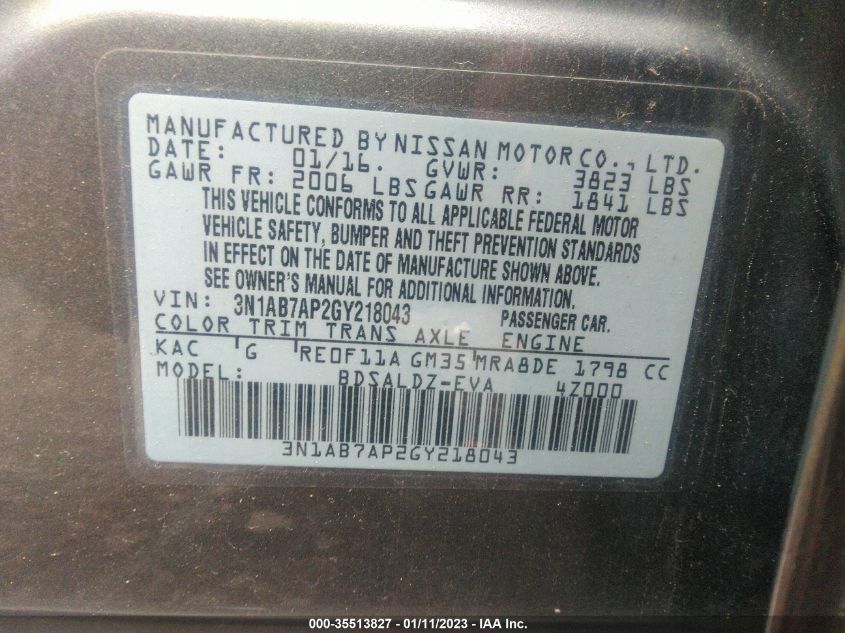 MANUFACTURED BY NISSAN MOTOR CO., LTD.
DATE: 01/16. GVWR: 3823 LBS
GAWR FR: 2006 LBS GAWR RR: 1841 LBS
THIS VEHICLE CONFORMS TO ALL APPLICABLE FEDERAL MOTOR
VEHICLE SAFETY, BUMPER AND THEFT PREVENTION STANDARDS
IN EFFECT ON THE DATE OF MANUFACTURE SHOWN ABOVE.
SEE OWNER'S MANUAL FOR ADDITIONAL INFORMATION.
VIN: 3N1AB7AP2GY218043 PASSENGER CAR.
COLOR TRIM TRANS AXLE ENGINE
KAC G RE0F11A GM35 MRA8DE 1798 CC
MODEL: BDSALDZ-EVA 4Z000
3N1AB7AP2GY218043
000-35513827 - 01/11/2023 - IAA Inc.